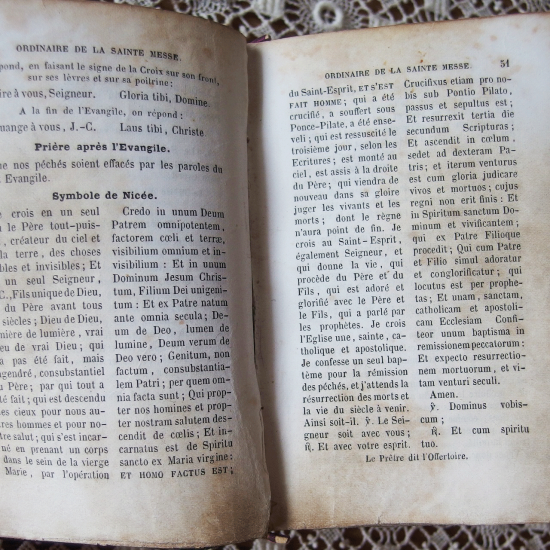 ORDINAIRE DE LA SAINTE MESSE.
pond, en faisant le signe de la Croix sur son front,
sur ses lèvres et sur sa poitrine:
ire à vous, Seigneur. Gloria tibi, Domine.
A la fin de l'Evangile, on répond:
uange à vous, J.-C. Laus tibi, Christe
Prière après l'Evangile.
ue nos péchés soient effacés par les paroles du
Evangile.
Symbole de Nicée.
crois en un seul
le Père tout-puis-
, créateur du ciel et
la terre, des choses
ibles et invisibles; Et
un seul Seigneur,
C., Fils unique de Dieu,
du Père avant tous
siècles; Dieu de Dieu,
mière de lumière, vrai
eu de vrai Dieu; qui
a pas été fait, mais
ngendré, consubstantiel
Père; par qui tout a
é fait; qui est descendu
es cieux pour nous au-
res hommes et pour no-
tre salut; qui s'est incar-
né en prenant un corps
dans le sein de la vierge
Marie, par l'opération
Credo in unum Deum
Patrem omnipotentem,
factorem cœli et terræ,
visibilium omnium et in-
visibilium: Et in unum
Dominum Jesum Chris-
tum, Filium Dei unigeni-
tum: Et ex Patre natum
ante omnia secula; De-
um de Deo, lumen de
lumine, Deum verum de
Deo vero; Genitum, non
factum, consubstantia-
lem Patri; per quem om-
nia facta sunt; Qui prop-
ter nos homines et prop-
ter nostram salutem des-
cendit de cœlis; Et in-
carnatus est de Spiritu
sancto ex Maria virgine:
ET HOMO FACTUS EST;
ORDINAIRE DE LA SAINTE MESSE. 51
du Saint-Esprit, ET S'EST
FAIT HOMME; qui a été
crucifié, a souffert sous
Ponce-Pilate, a été ense-
veli; qui est ressuscité le
troisième jour, selon les
Ecritures; est monté au
ciel, est assis à la droite
du Père; qui viendra de
nouveau dans sa gloire
juger les vivants et les
morts; dont le règne
n'aura point de fin. Je
crois au Saint-Esprit,
également Seigneur, et
qui donne la vie, qui
procède du Père et du
Fils, qui est adoré et
glorifié avec le Père et
le Fils, qui a parlé par
les prophètes. Je crois
l'Eglise une, sainte, ca-
tholique et apostolique.
Je confesse un seul bap-
tême pour la rémission
des péchés, et j'attends la
résurrection des morts et
la vie du siècle à venir.
Ainsi soit-il. ℣. Le Sei-
gneur soit avec vous;
℟. Et avec votre esprit.
Crucifixus etiam pro no-
bis sub Pontio Pilato,
passus et sepultus est;
Et resurrexit tertia die
secundum Scripturas;
Et ascendit in cœlum,
sedet ad dexteram Pa-
tris; et iterum venturus
est cum gloria judicare
vivos et mortuos; cujus
regni non erit finis: Et
in Spiritum sanctum Do-
minum et vivificantem;
qui ex Patre Filioque
procedit; Qui cum Patre
et Filio simul adoratur
et conglorificatur; qui
locutus est per prophe-
tas; Et unam, sanctam,
catholicam et apostoli-
cam Ecclesiam Confi-
teor unum baptisma in
remissionem peccatorum:
Et expecto resurrectio-
nem mortuorum, et vi-
tam venturi seculi.
Amen.
℣. Dominus vobis-
cum;
℟. Et cum spiritu
tuo.
Le Prêtre dit l'Offertoire.